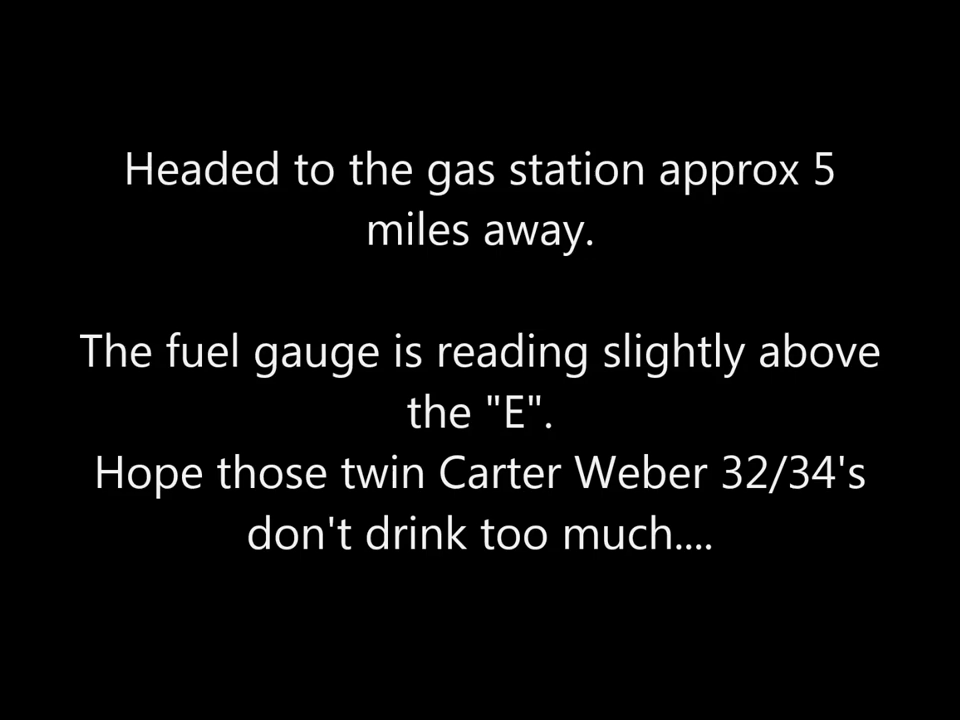 Headed to the gas station approx 5
miles away.
The fuel gauge is reading slightly above
the "E".
Hope those twin Carter Weber 32/34's
don't drink too much....